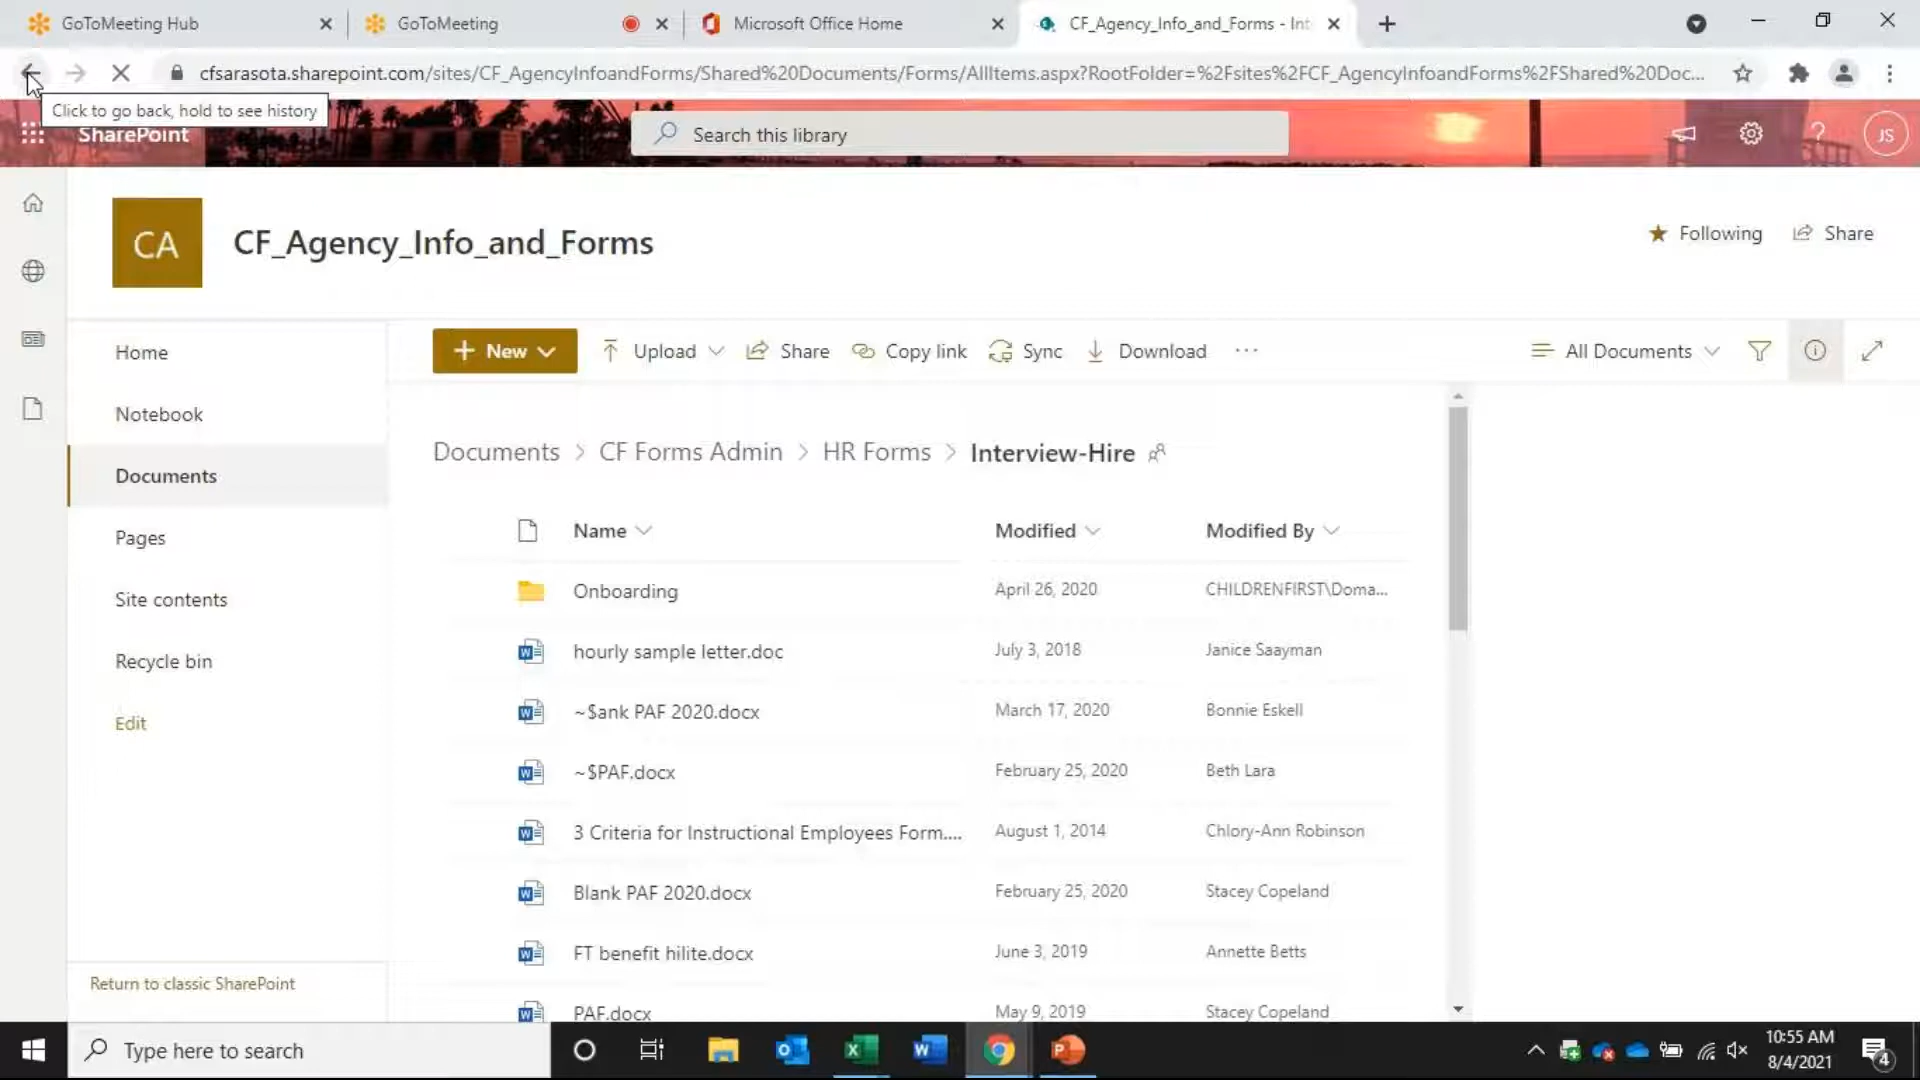 GoToMeeting Hub
GoToMeeting
Microsoft Office Home
CF_Agency_Info_and_Forms - Int
cfsarasota.sharepoint.com/sites/CF_AgencyInfoandForms/Shared%20Documents/Forms/AllItems.aspx?RootFolder=%2Fsites%2FCF_AgencyInfoandForms%2FShared%20Doc...
Click to go back, hold to see history
SharePoint
Search this library
JS
CA
CF_Agency_Info_and_Forms
Following
Share
Home
Notebook
Documents
Pages
Site contents
Recycle bin
Edit
Return to classic SharePoint
New
Upload
Share
Copy link
Sync
Download
All Documents
Documents > CF Forms Admin > HR Forms > Interview-Hire
Name Modified Modified By
Onboarding April 26, 2020 CHILDRENFIRST\Doma...
hourly sample letter.doc July 3, 2018 Janice Saayman
~$ank PAF 2020.docx March 17, 2020 Bonnie Eskell
~$PAF.docx February 25, 2020 Beth Lara
3 Criteria for Instructional Employees Form.... August 1, 2014 Chlory-Ann Robinson
Blank PAF 2020.docx February 25, 2020 Stacey Copeland
FT benefit hilite.docx June 3, 2019 Annette Betts
PAF.docx May 9, 2019 Stacey Copeland
Type here to search
10:55 AM
8/4/2021
4